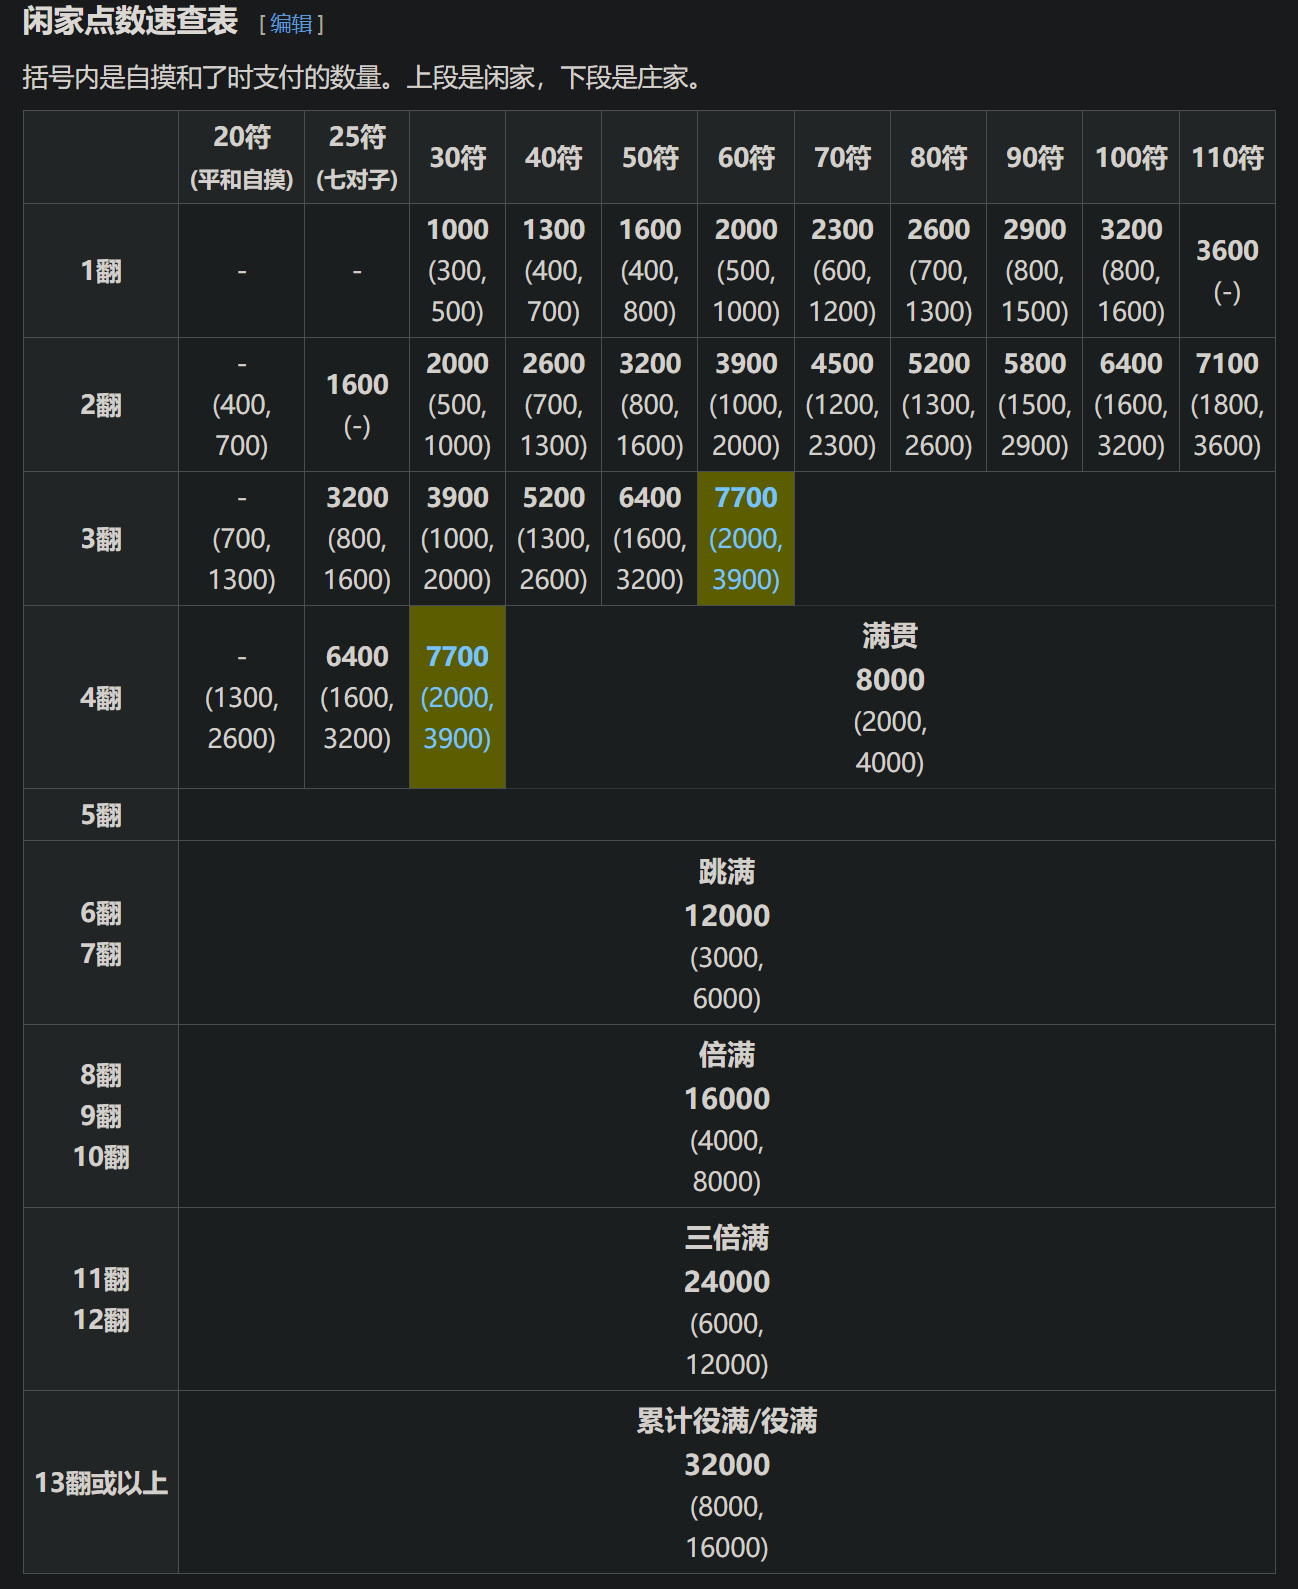 闲家点数速查表 [编辑]
括号内是自摸和了时支付的数量。上段是闲家，下段是庄家。
20符 25符
(平和自摸) (七对子) 30符 40符 50符 60符 70符 80符 90符 100符 110符
1翻 - - 1000 1300 1600 2000 2300 2600 2900 3200 3600
(300, (400, (400, (500, (600, (700, (800, (800, (-)
500) 700) 800) 1000) 1200) 1300) 1500) 1600)
2翻 - 1600 2000 2600 3200 3900 4500 5200 5800 6400 7100
(400, (-) (500, (700, (800, (1000, (1200, (1300, (1500, (1600, (1800,
700) 1000) 1300) 1600) 2000) 2300) 2600) 2900) 3200) 3600)
3翻 - 3200 3900 5200 6400 7700
(700, (800, (1000, (1300, (1600, (2000,
1300) 1600) 2000) 2600) 3200) 3900)
4翻 - 6400 7700
(1300, (1600, (2000,
2600) 3200) 3900)
满贯
8000
(2000,
4000)
5翻
6翻
7翻
跳满
12000
(3000,
6000)
8翻
9翻
10翻
倍满
16000
(4000,
8000)
11翻
12翻
三倍满
24000
(6000,
12000)
13翻或以上
累计役满/役满
32000
(8000,
16000)